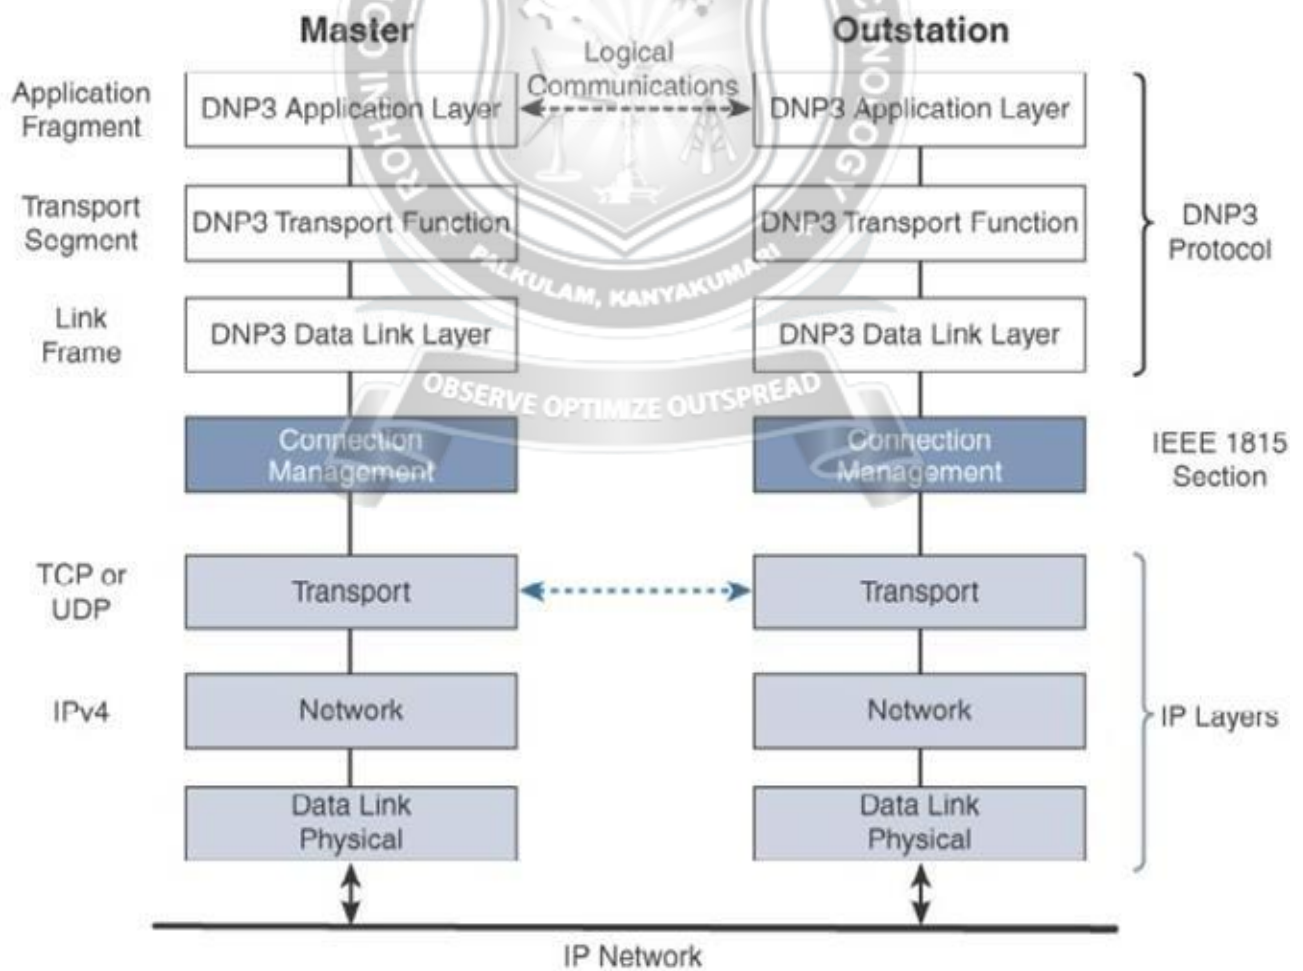 Master
Outstation
Logical
Communications
Application
Fragment
DNP3 Application Layer
DNP3 Application Layer
Transport
Segment
DNP3 Transport Function
DNP3 Transport Function
DNP3
Protocol
Link
Frame
DNP3 Data Link Layer
DNP3 Data Link Layer
PALKULAM, KANYAKUMARI
OBSERVE OPTIMIZE OUTSPREAD
Connection
Management
Connection
Management
IEEE 1815
Section
TCP or
UDP
Transport
Transport
IPv4
Network
Network
IP Layers
Data Link
Physical
Data Link
Physical
IP Network